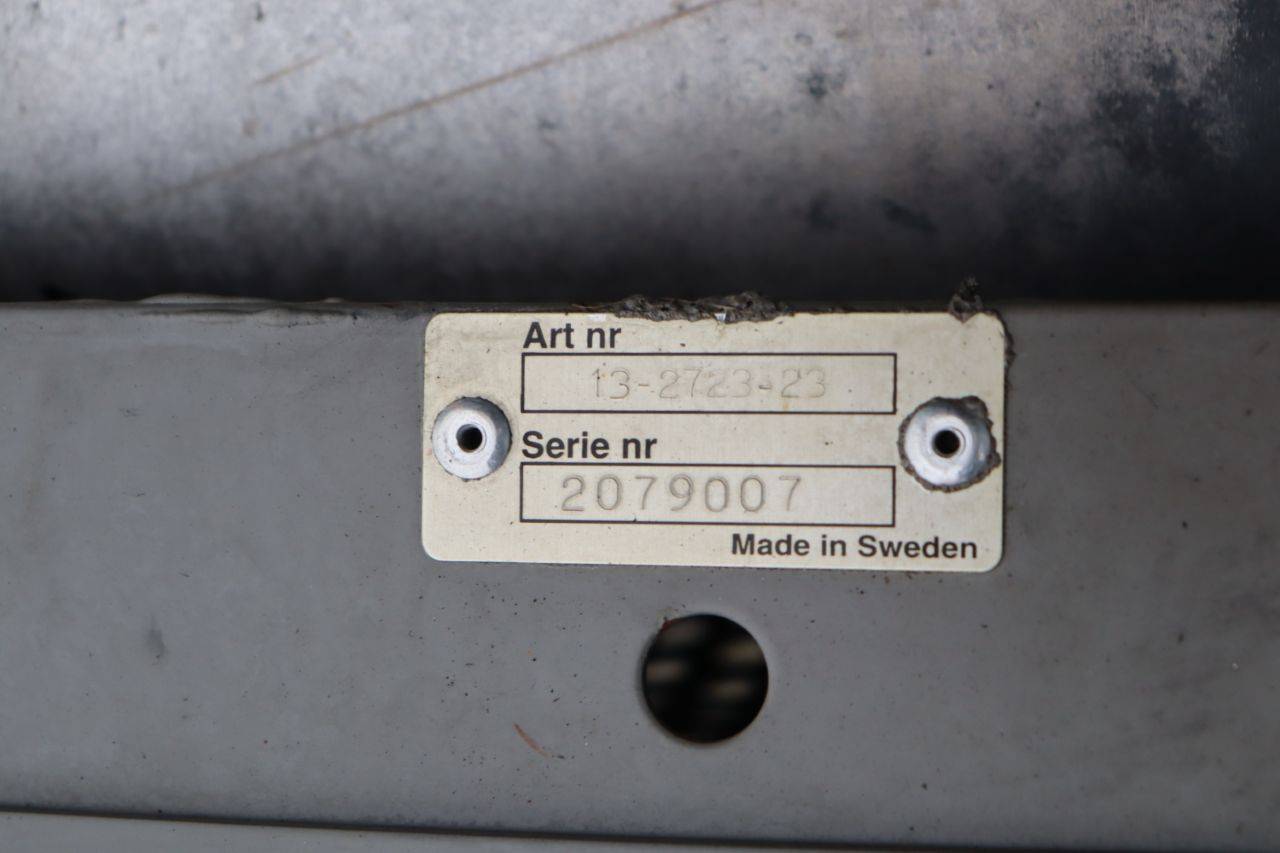 Art nr
13-2723-23
Serie nr
2079007
Made in Sweden